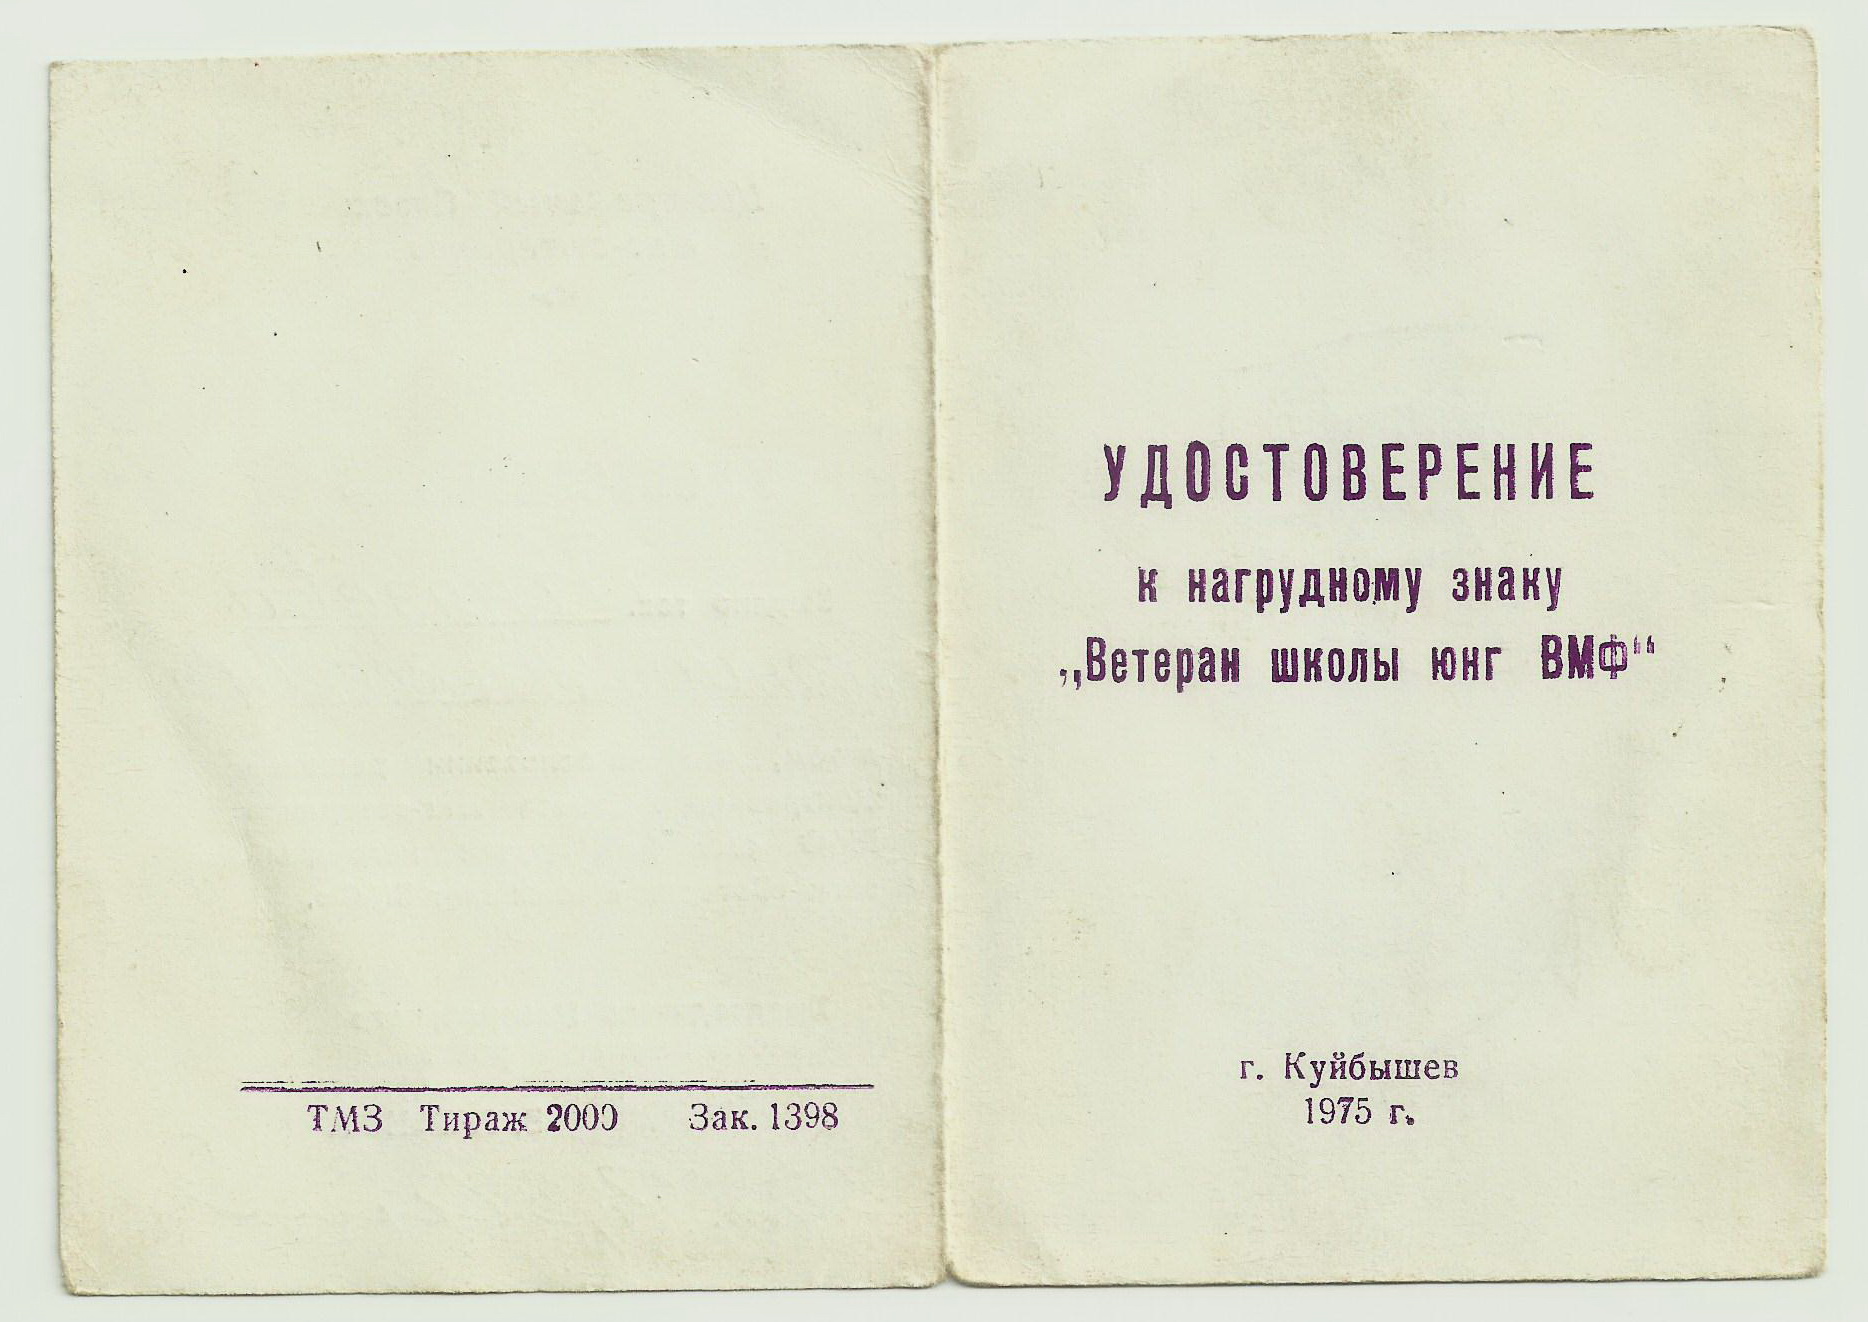 ТМЗ Тираж 2000 Зак. 1398
УДОСТОВЕРЕНИЕ
к нагрудному знаку
„Ветеран школы юнг ВМФ“
г. Куйбышев
1975 г.